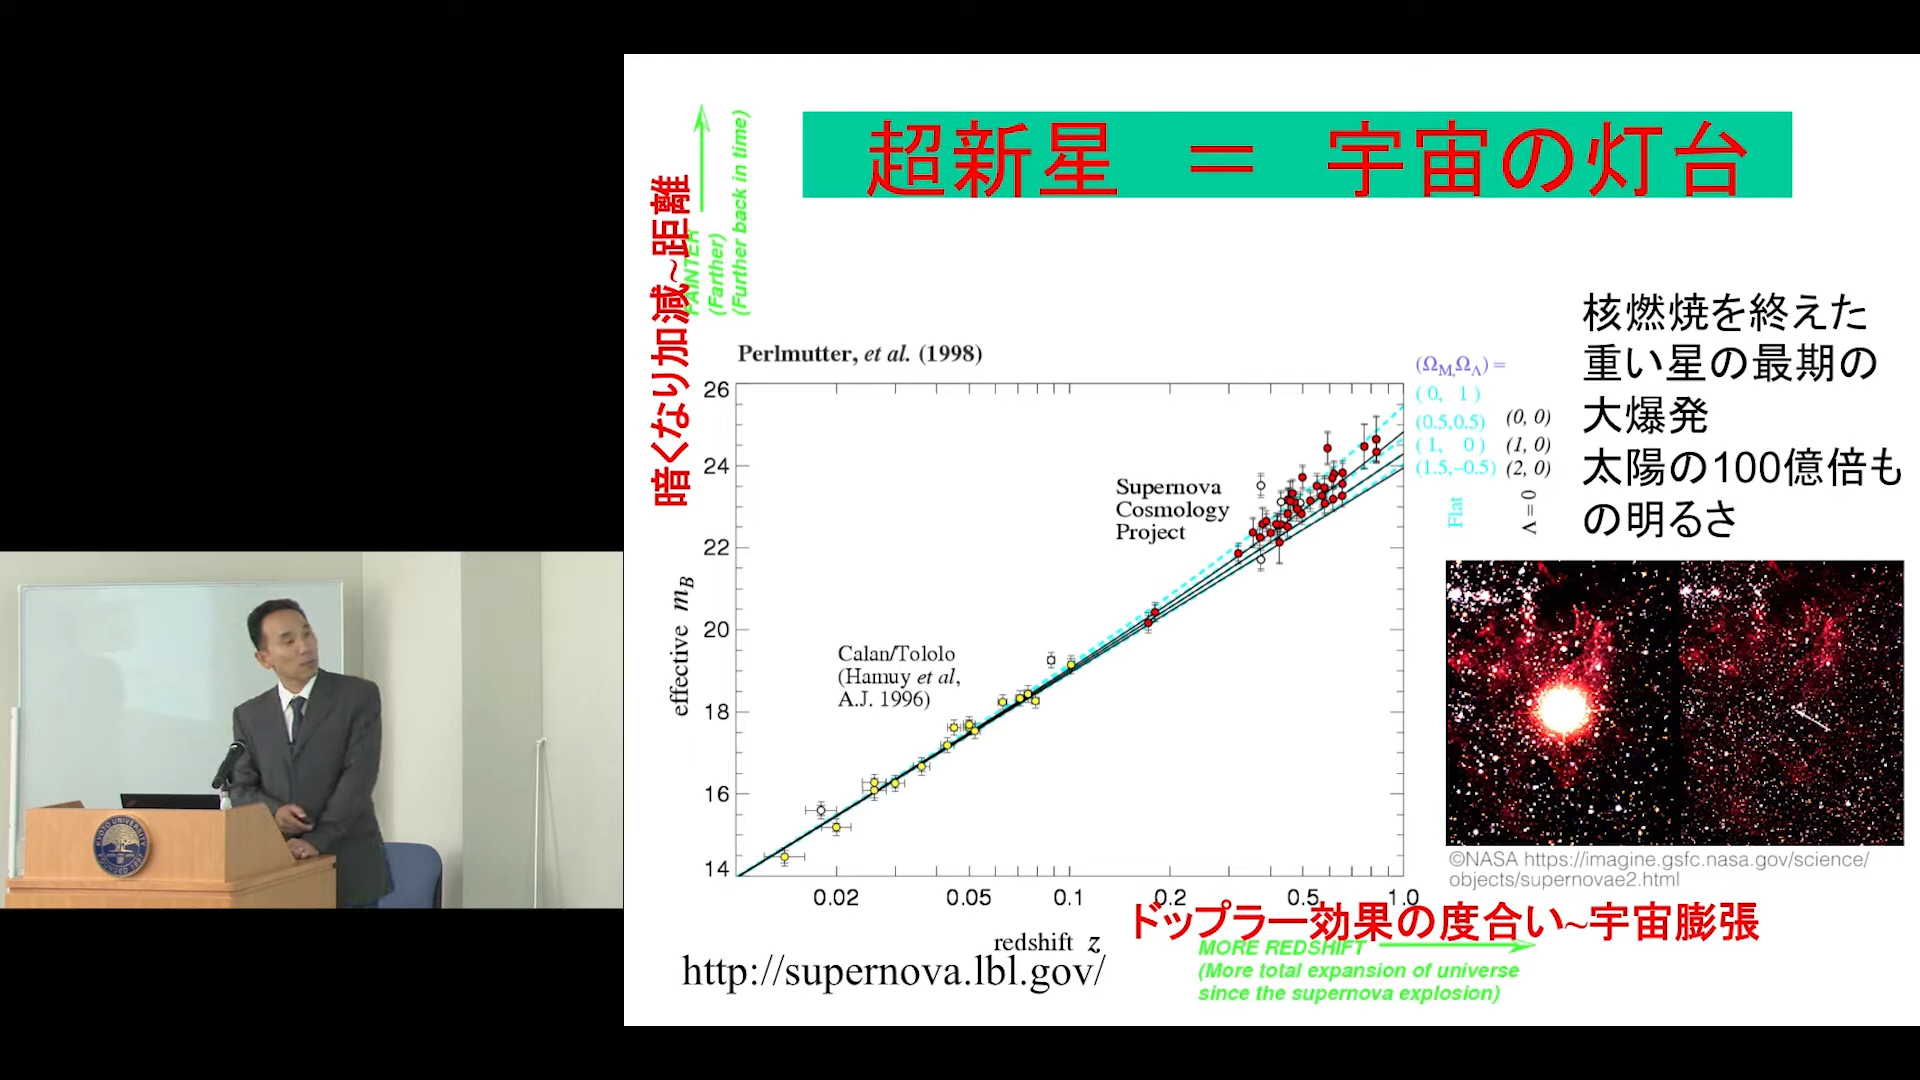 超新星 ＝ 宇宙の灯台
暗くなり加減~距離
FAINTER
(Farther)
(Further back in time)
Perlmutter, et al. (1998)
核燃焼を終えた
重い星の最期の
大爆発
太陽の100億倍も
の明るさ
(ΩM,ΩΛ) =
( 0, 1 )
(0.5,0.5) (0, 0)
( 1, 0 ) (1, 0)
(1.5,–0.5) (2, 0)
Flat
Λ = 0
26
24
22
20
18
16
14
effective mB
Supernova
Cosmology
Project
Calan/Tololo
(Hamuy et al,
A.J. 1996)
0.02 0.05 0.1 0.2 0.5 1.0
redshift z
ドップラー効果の度合い~宇宙膨張
MORE REDSHIFT
(More total expansion of universe
since the supernova explosion)
http://supernova.lbl.gov/
©NASA https://imagine.gsfc.nasa.gov/science/
objects/supernovae2.html
KYOTO UNIVERSITY
FOUNDED 1897